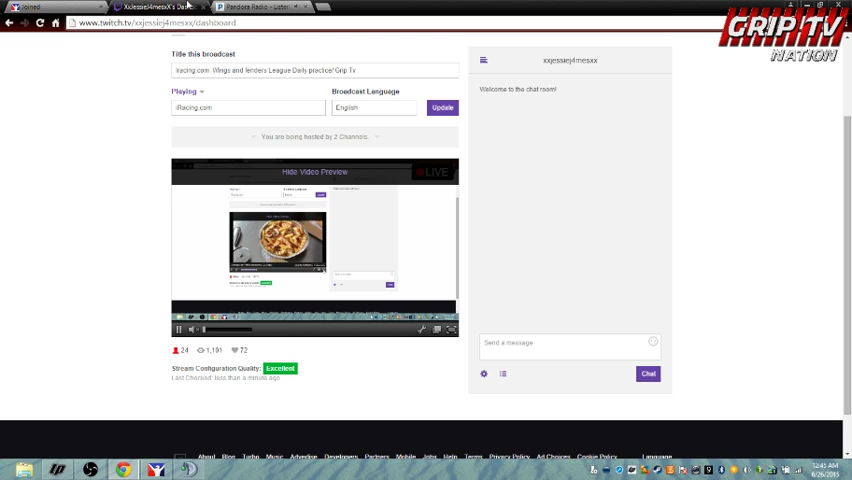 Joined
XxJessiej4mesxX's Dashb
Pandora Radio - Listen
www.twitch.tv/xxjessiej4mesxx/dashboard
GRIP TV
NATION
Title this broadcast
Iracing.com Wings and fenders League Daily practice/ Grip Tv
Playing
Broadcast Language
iRacing.com
English
Update
You are being hosted by 2 Channels.
Hide Video Preview
LIVE
24
1,191
72
Stream Configuration Quality: Excellent
Last Checked: less than a minute ago
xxjessiej4mesxx
Welcome to the chat room!
Send a message
Chat
About Blog Turbo Music Advertise Developers Partners Mobile Jobs Help Terms Privacy Policy Ad Choices Cookie Policy
Language
12:45 AM
6/26/2015